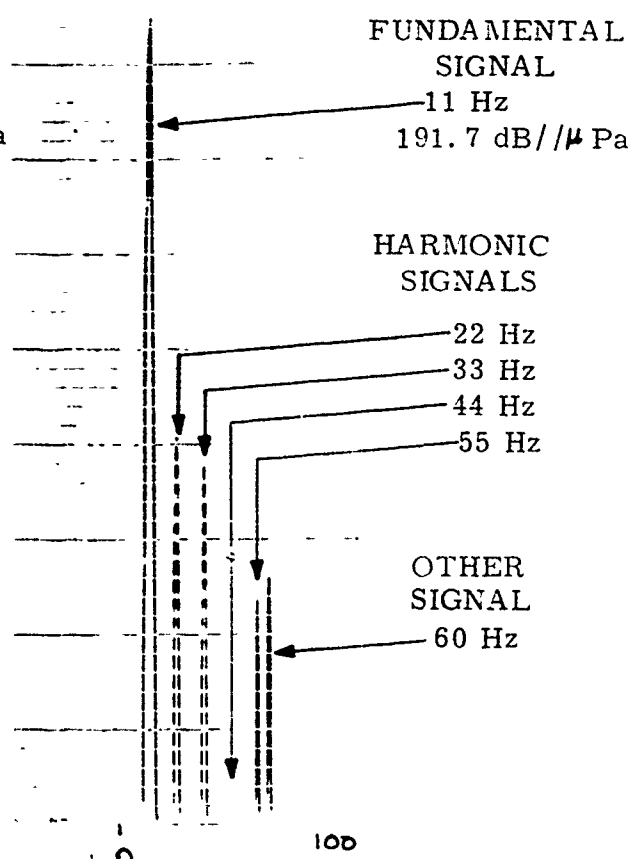 FUNDAMENTAL
SIGNAL
11 Hz
a
191.7 dB//μ Pa
HARMONIC
SIGNALS
22 Hz
33 Hz
44 Hz
55 Hz
OTHER
SIGNAL
60 Hz
100